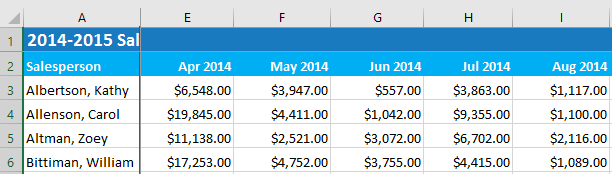 A E F G H I
1 2014-2015 Sal
2 Salesperson Apr 2014 May 2014 Jun 2014 Jul 2014 Aug 2014
3 Albertson, Kathy $6,548.00 $3,947.00 $557.00 $3,863.00 $1,117.00
4 Allenson, Carol $19,845.00 $4,411.00 $1,042.00 $9,355.00 $1,100.00
5 Altman, Zoey $11,138.00 $2,521.00 $3,072.00 $6,702.00 $2,116.00
6 Bittiman, William $17,253.00 $4,752.00 $3,755.00 $4,415.00 $1,089.00